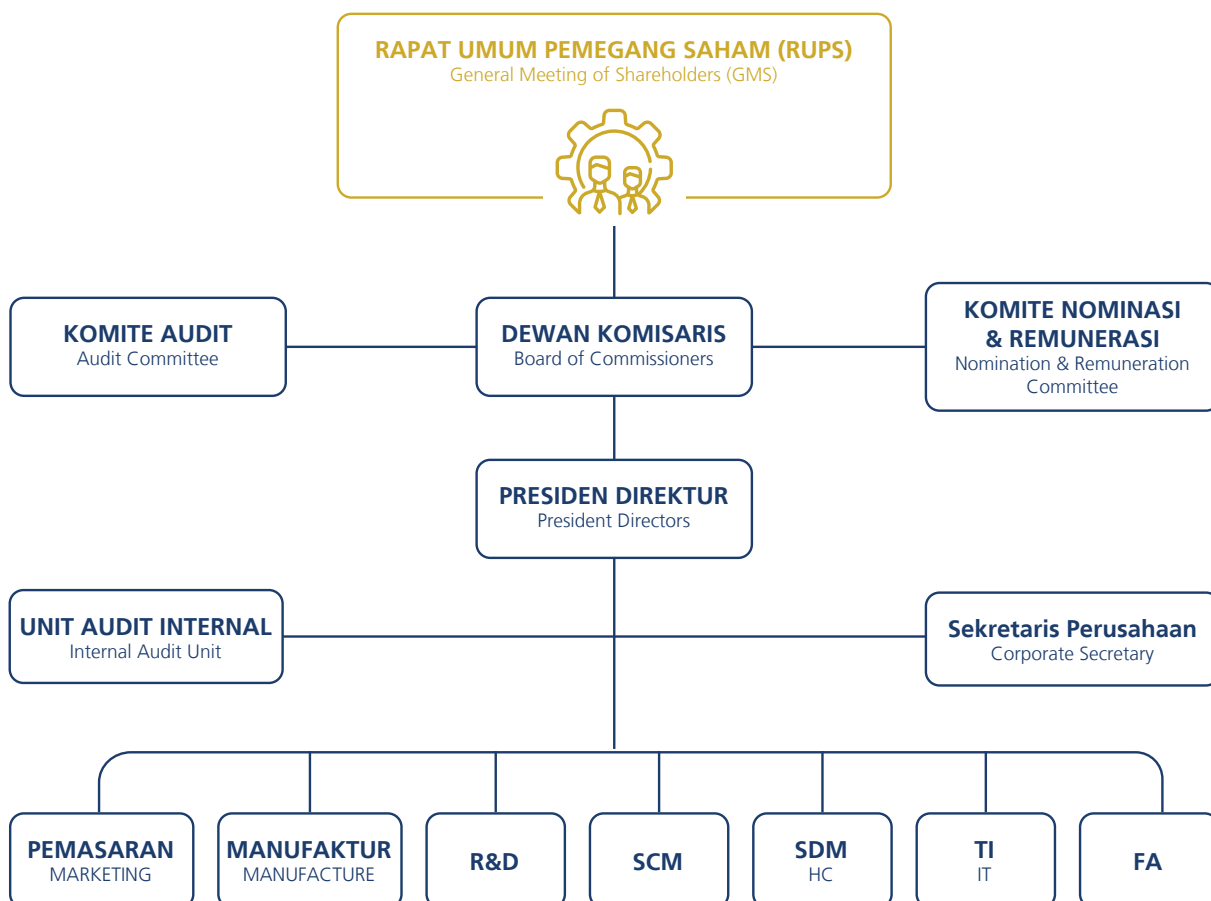 RAPAT UMUM PEMEGANG SAHAM (RUPS)
General Meeting of Shareholders (GMS)
KOMITE AUDIT
Audit Committee
DEWAN KOMISARIS
Board of Commissioners
KOMITE NOMINASI
& REMUNERASI
Nomination & Remuneration
Committee
PRESIDEN DIREKTUR
President Directors
UNIT AUDIT INTERNAL
Internal Audit Unit
Sekretaris Perusahaan
Corporate Secretary
PEMASARAN
MARKETING
MANUFAKTUR
MANUFACTURE
R&D
SCM
SDM
HC
TI
IT
FA